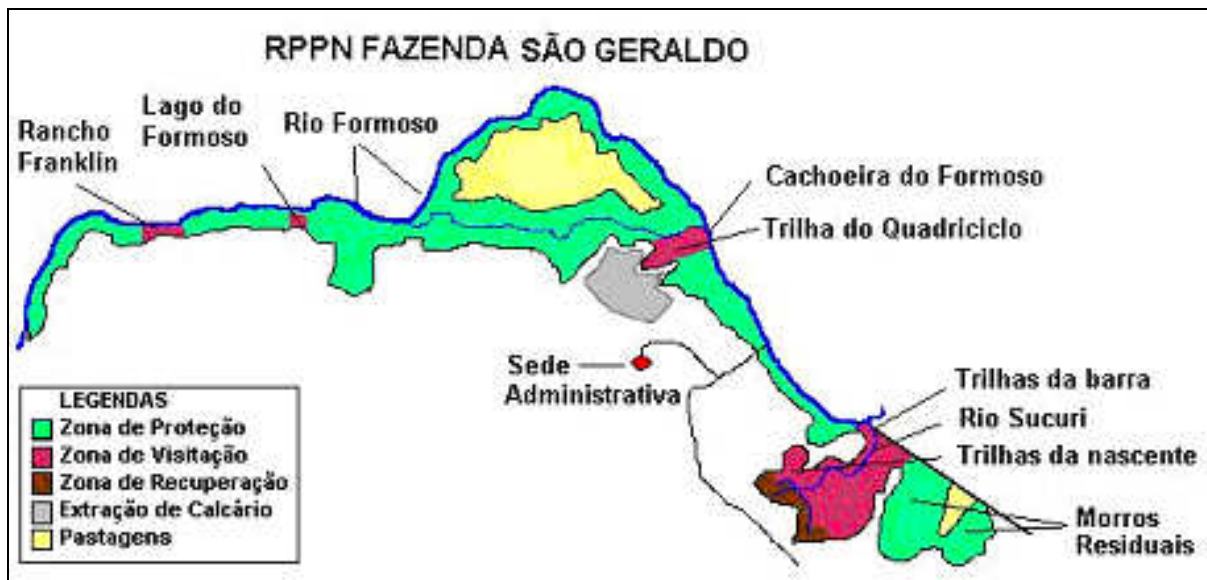 RPPN FAZENDA SÃO GERALDO
Rancho
Franklin
Lago do
Formoso
Rio Formoso
Cachoeira do Formoso
Trilha do Quadriciclo
Sede
Administrativa
Trilhas da barra
Rio Sucuri
Trilhas da nascente
Morros
Residuais
LEGENDAS
Zona de Proteção
Zona de Visitação
Zona de Recuperação
Extração de Calcário
Pastagens